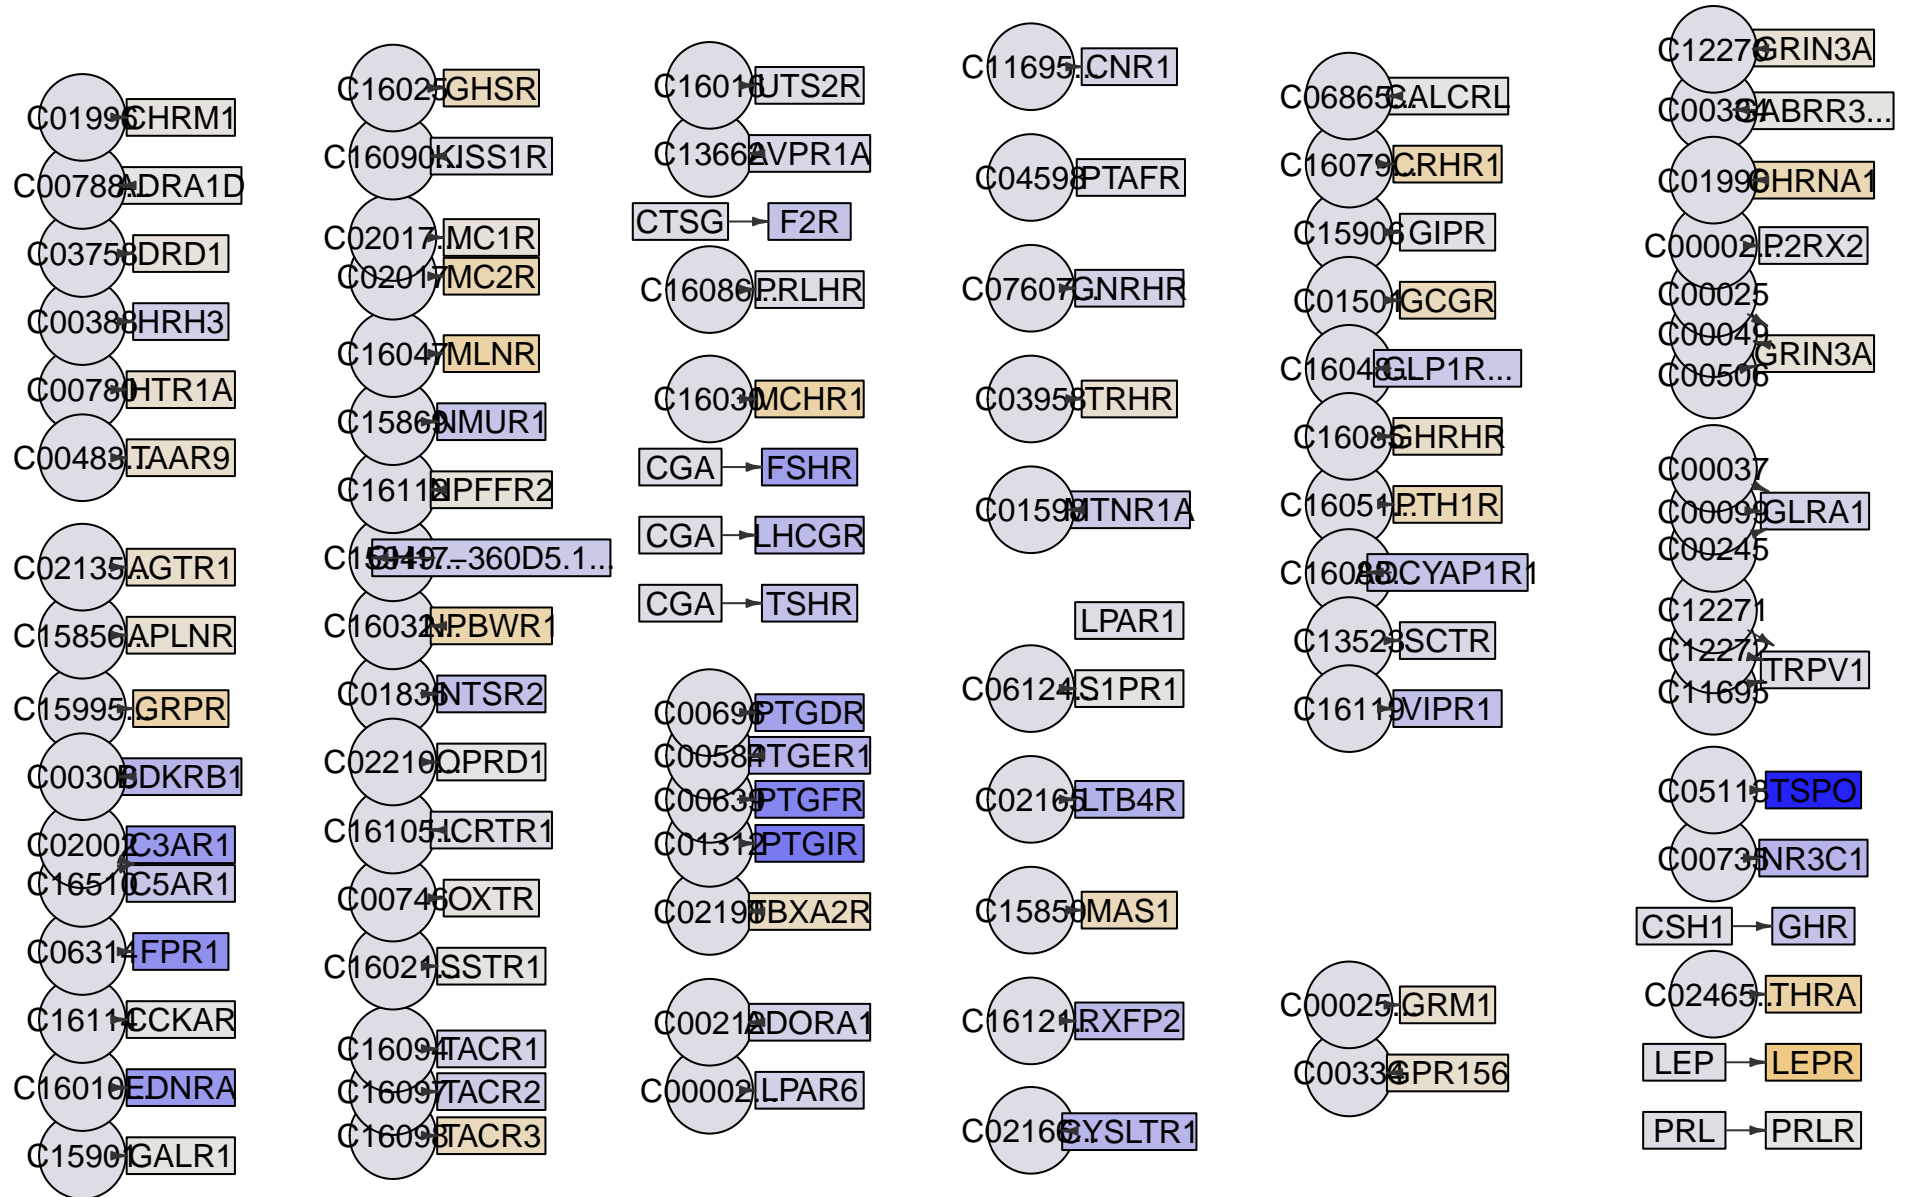 C01996 CHRM1
C00788... ADRA1D
C03758 DRD1
C00388 HRH3
C00780 HTR1A
C00483... TAAR9
C02135... AGTR1
C15856... APLNR
C15995... GRPR
C00306 BDKRB1
C02002 C3AR1
C16510 C5AR1
C06314 FPR1
C16114 CCKAR
C16010... EDNRA
C15901 GALR1
C16025 GHSR
C16090... KISS1R
C02017... MC1R
C02017 MC2R
C16047 MLNR
C15869 NMUR1
C16118 NPFFR2
CH17-360D5.1...
C16032... NPBWR1
C01836 NTSR2
C02210... OPRD1
C16105... HCRTR1
C00746 OXTR
C16021... SSTR1
C16094 TACR1
C16097 TACR2
C16098 TACR3
C16016 UTS2R
C13662 AVPR1A
CTSG F2R
C16086... PRLHR
C16030 MCHR1
CGA FSHR
CGA LHCGR
CGA TSHR
C00696 PTGDR
C00584 PTGER1
C00639 PTGFR
C01312 PTGIR
C02198 TBXA2R
C00212 ADORA1
C00002... LPAR6
C11695... CNR1
C04598 PTAFR
C07607... GNRHR
C03958 TRHR
C01598 MTNR1A
LPAR1
C06124... S1PR1
C02165 LTB4R
C15850 MAS1
C16121... RXFP2
C02166... CYSLTR1
C06865... CALCRL
C16079... CRHR1
C15906 GIPR
C01501 GCGR
C16048... GLP1R...
C16085 GHRHR
C16051... PTH1R
C16088... ADCYAP1R1
C13523 SCTR
C16119 VIPR1
C00025... GRM1
C00334 GPR156
C12270 GRIN3A
C00334 GABRR3...
C01996 CHRNA1
C00002... P2RX2
C00025
C00049
GRIN3A
C00506
C00037
C00099 GLRA1
C00245
C12271
C12272
TRPV1
C11695
C05113 TSPO
C00735 NR3C1
CSH1 GHR
C02465... THRA
LEP LEPR
PRL PRLR